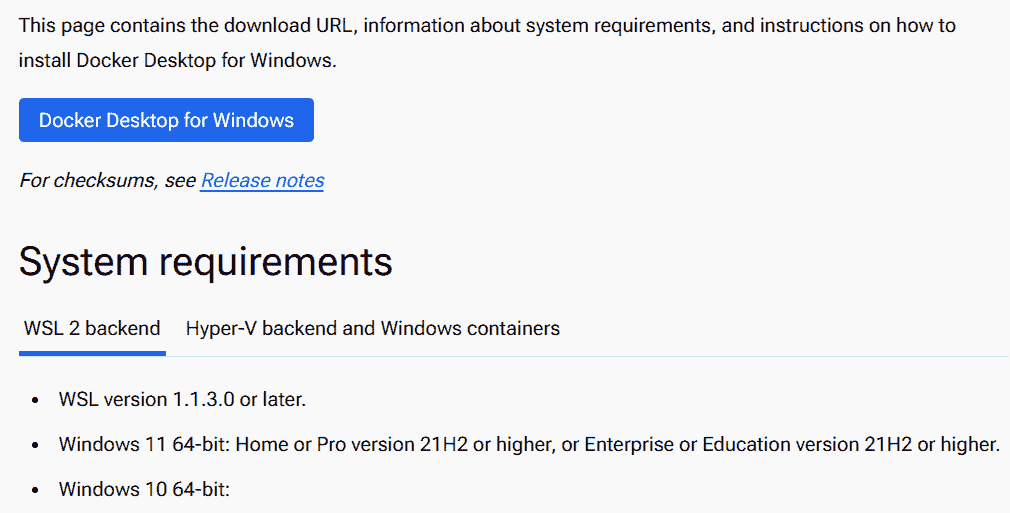 This page contains the download URL, information about system requirements, and instructions on how to
install Docker Desktop for Windows.
Docker Desktop for Windows
For checksums, see Release notes
System requirements
WSL 2 backend Hyper-V backend and Windows containers
• WSL version 1.1.3.0 or later.
• Windows 11 64-bit: Home or Pro version 21H2 or higher, or Enterprise or Education version 21H2 or higher.
• Windows 10 64-bit: